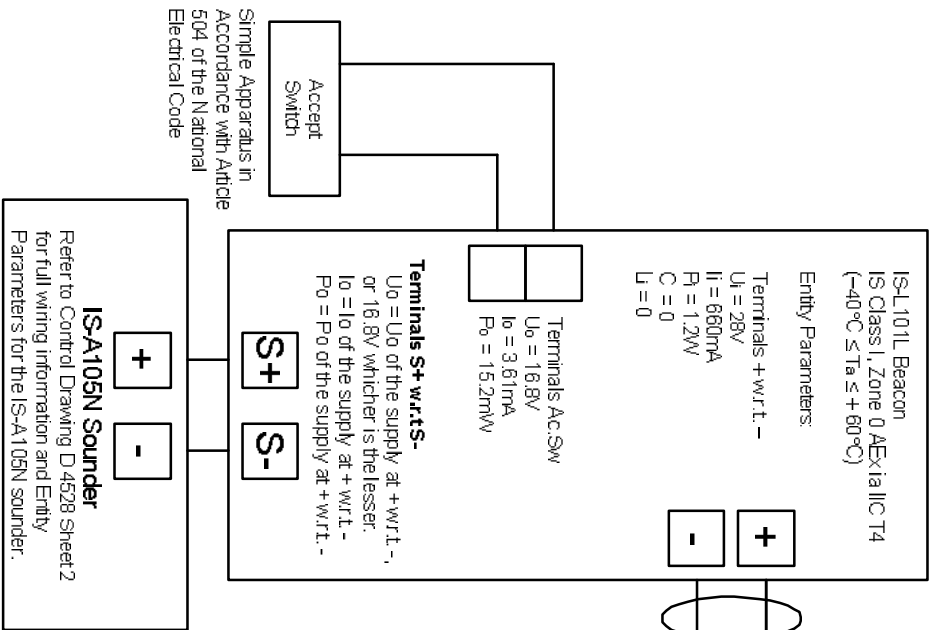 IS-L101L Beacon
IS Class I, Zone 0 AEx ia IIC T4
(−40°C ≤ Ta ≤ +60°C)
Entity Parameters:
Terminals + w.r.t. –
Ui = 28V
Ii = 660mA
Pi = 1.2W
C = 0
Li = 0
+
-
Terminals Ac.Sw
Uo = 16.8V
Io = 3.61mA
Po = 15.2mW
Terminals S+ w.r.t S-
Uo = Uo of the supply at + w.r.t. -,
or 16.8V whicher is the lesser.
Io = Io of the supply at + w.r.t. -
Po = Po of the supply at + w.r.t. -
S+
S-
Accept
Switch
Simple Apparatus in
Accordance with Article
504 of the National
Electrical Code
+
-
IS-A105N Sounder
Refer to Control Drawing D 4528 Sheet 2
for full wiring information and Entity
Parameters for the IS-A105N sounder.